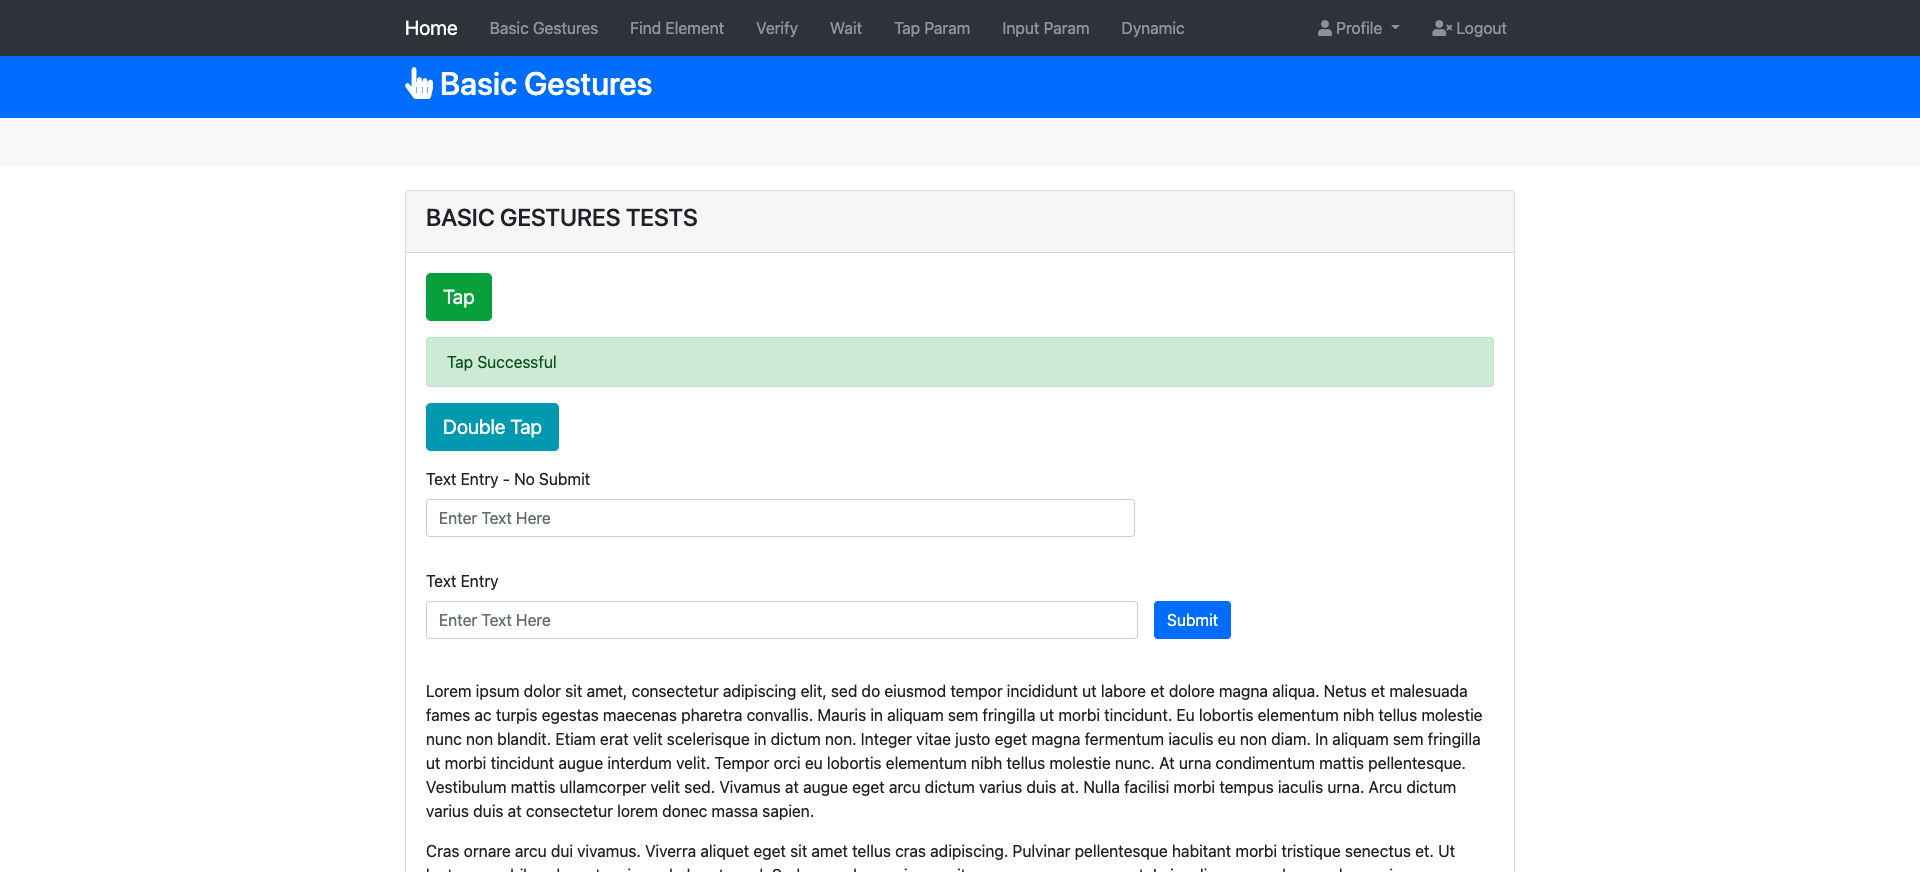 Home Basic Gestures Find Element Verify Wait Tap Param Input Param Dynamic Profile Logout
Basic Gestures
BASIC GESTURES TESTS
Tap
Tap Successful
Double Tap
Text Entry - No Submit
Enter Text Here
Text Entry
Enter Text Here Submit
Lorem ipsum dolor sit amet, consectetur adipiscing elit, sed do eiusmod tempor incididunt ut labore et dolore magna aliqua. Netus et malesuada
fames ac turpis egestas maecenas pharetra convallis. Mauris in aliquam sem fringilla ut morbi tincidunt. Eu lobortis elementum nibh tellus molestie
nunc non blandit. Etiam erat velit scelerisque in dictum non. Integer vitae justo eget magna fermentum iaculis eu non diam. In aliquam sem fringilla
ut morbi tincidunt augue interdum velit. Tempor orci eu lobortis elementum nibh tellus molestie nunc. At urna condimentum mattis pellentesque.
Vestibulum mattis ullamcorper velit sed. Vivamus at augue eget arcu dictum varius duis at. Nulla facilisi morbi tempus iaculis urna. Arcu dictum
varius duis at consectetur lorem donec massa sapien.
Cras ornare arcu dui vivamus. Viverra aliquet eget sit amet tellus cras adipiscing. Pulvinar pellentesque habitant morbi tristique senectus et. Ut